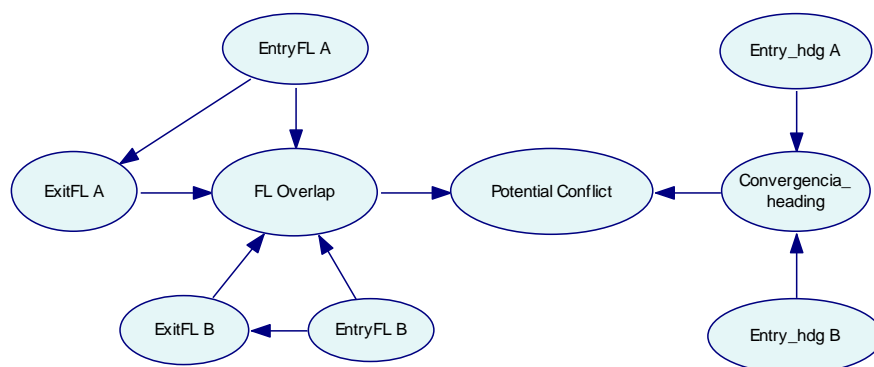 EntryFL A
Entry_hdg A
ExitFL A
FL Overlap
Potential Conflict
Convergencia_
heading
ExitFL B
EntryFL B
Entry_hdg B